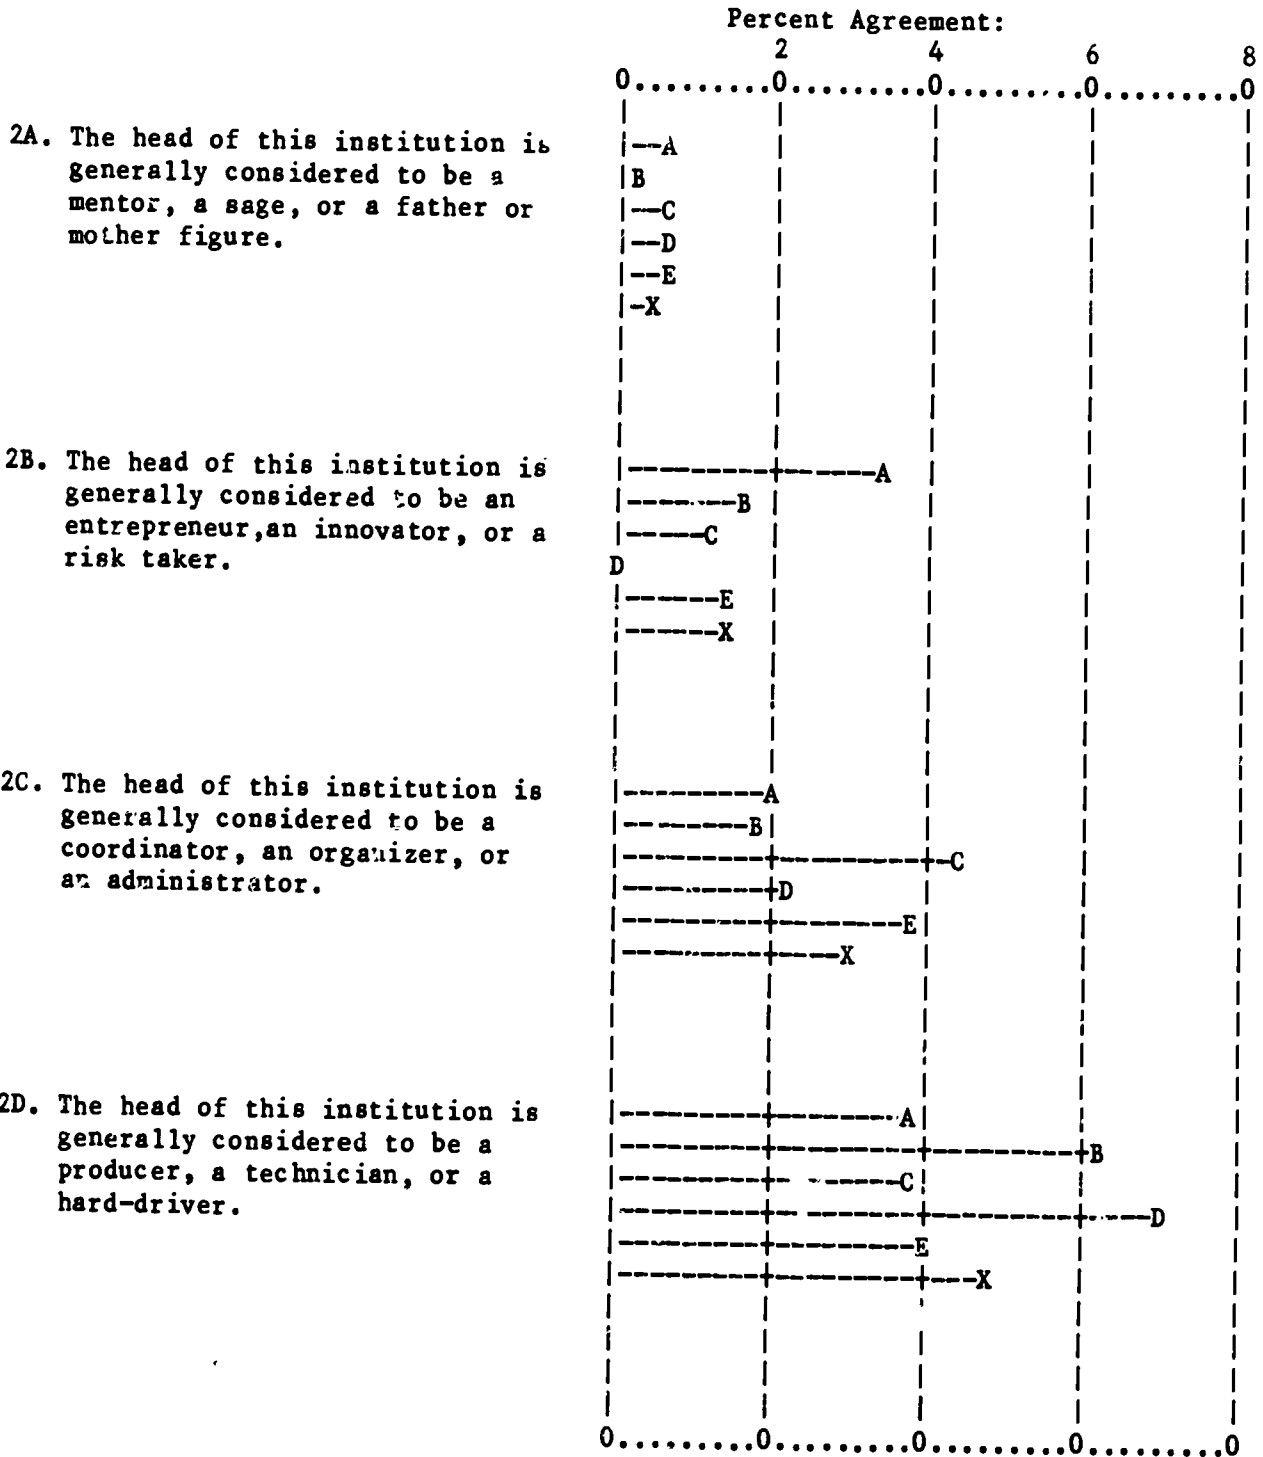 Percent Agreement:
2 4 6 8
0.........0.........0.........0.........0
2A. The head of this institution is
generally considered to be a
mentor, a sage, or a father or
mother figure.
|---A
|B
|---C
|---D
|---E
|-X
2B. The head of this institution is
generally considered to be an
entrepreneur,an innovator, or a
risk taker.
----------+------A
--------B
------C
D
-------E
-------X
2C. The head of this institution is
generally considered to be a
coordinator, an organizer, or
an administrator.
---------A
--------B
---------+---------+-C
---------+D
---------+--------E
---------+----X
2D. The head of this institution is
generally considered to be a
producer, a technician, or a
hard-driver.
---------+--------A
---------+---------+---------+B
---------+--------C
---------+---------+---------+----D
---------+---------E
---------+---------+---X
0.........0.........0.........0.........0